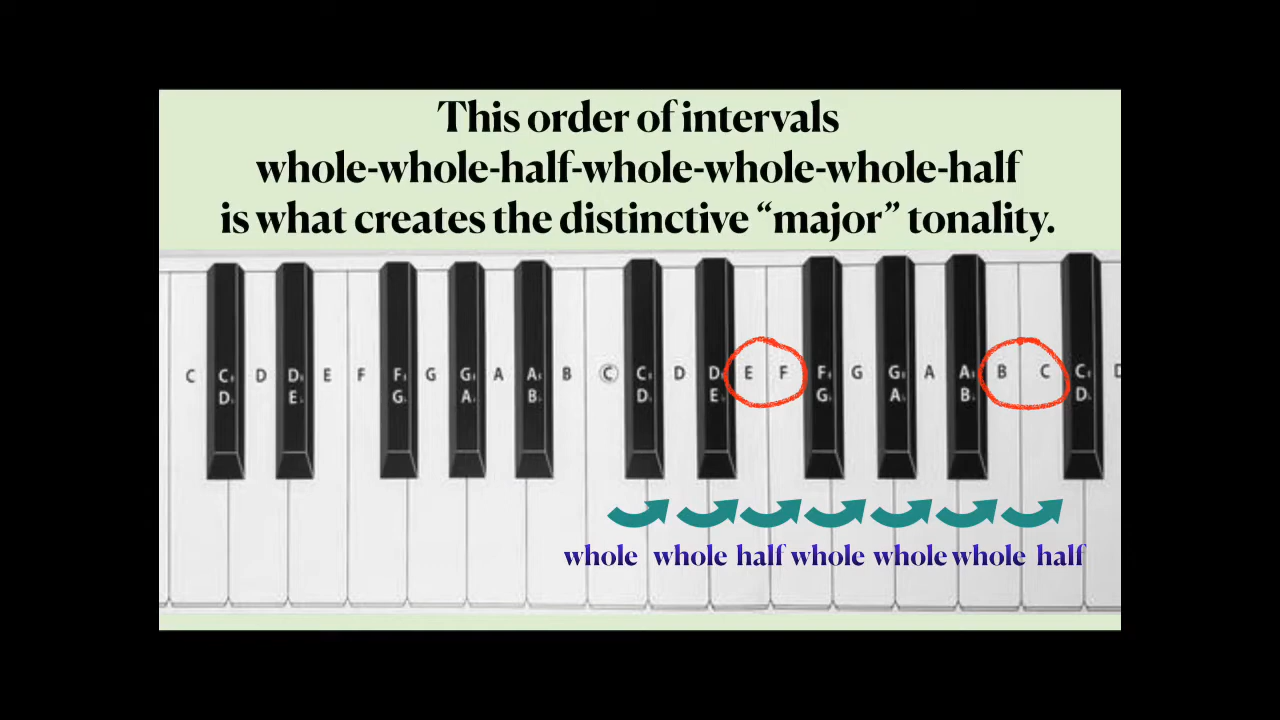 This order of intervals
whole-whole-half-whole-whole-whole-half
is what creates the distinctive “major” tonality.
C C♯ D D♯ E F F♯ G G♯ A A♯ B C C♯ D D♯ E F F♯ G G♯ A A♯ B C C♯ D
D♭ E♭ G♭ A♭ B♭ D♭ E♭ G♭ A♭ B♭ D♭
whole whole half whole whole whole half